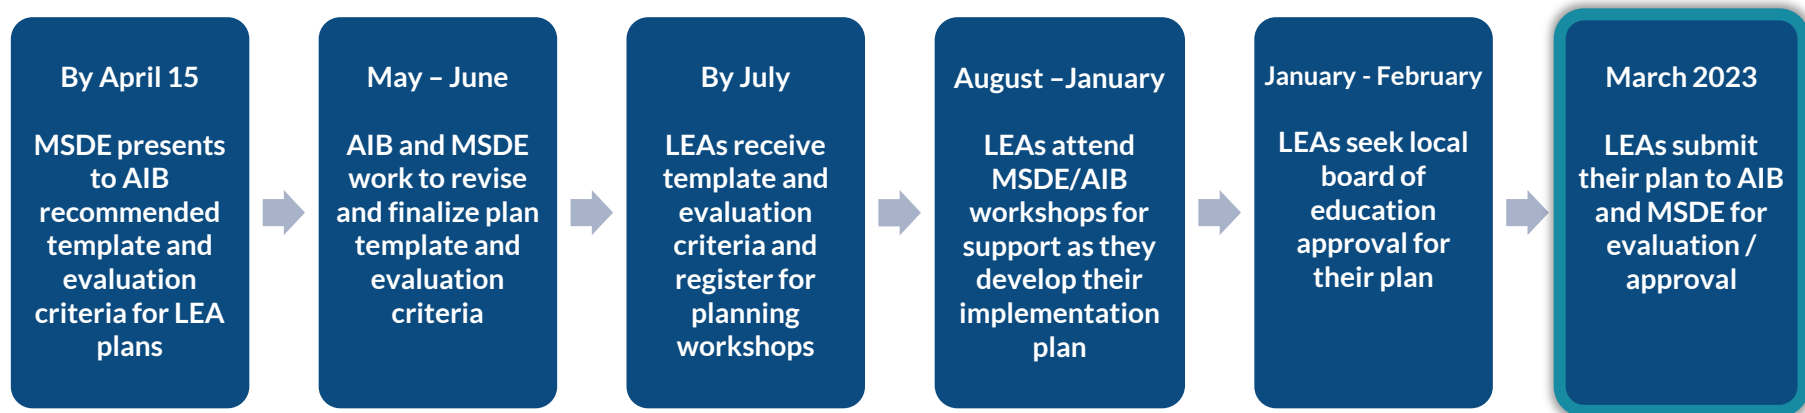 By April 15
MSDE presents
to AIB
recommended
template and
evaluation
criteria for LEA
plans
May – June
AIB and MSDE
work to revise
and finalize plan
template and
evaluation
criteria
By July
LEAs receive
template and
evaluation
criteria and
register for
planning
workshops
August –January
LEAs attend
MSDE/AIB
workshops for
support as they
develop their
implementation
plan
January - February
LEAs seek local
board of
education
approval for
their plan
March 2023
LEAs submit
their plan to AIB
and MSDE for
evaluation /
approval